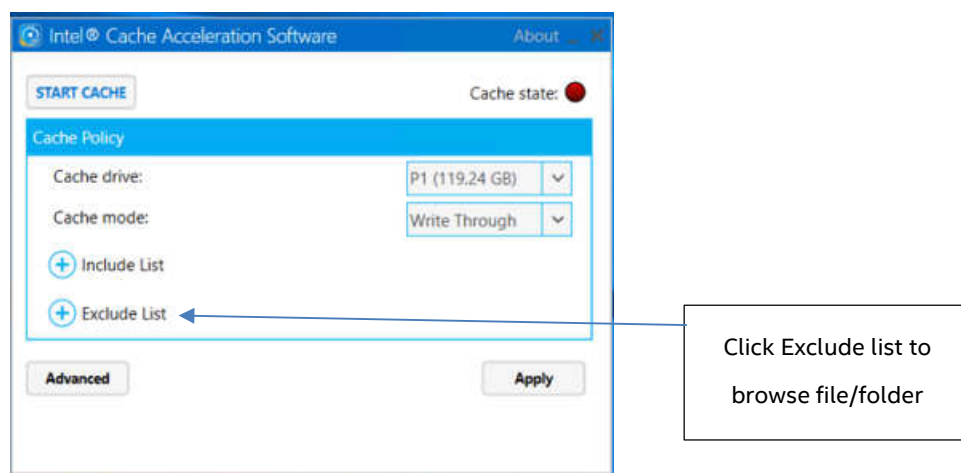 Intel® Cache Acceleration Software About
START CACHE Cache state:
Cache Policy
Cache drive: P1 (119.24 GB)
Cache mode: Write Through
Include List
Exclude List
Click Exclude list to
browse file/folder
Advanced Apply